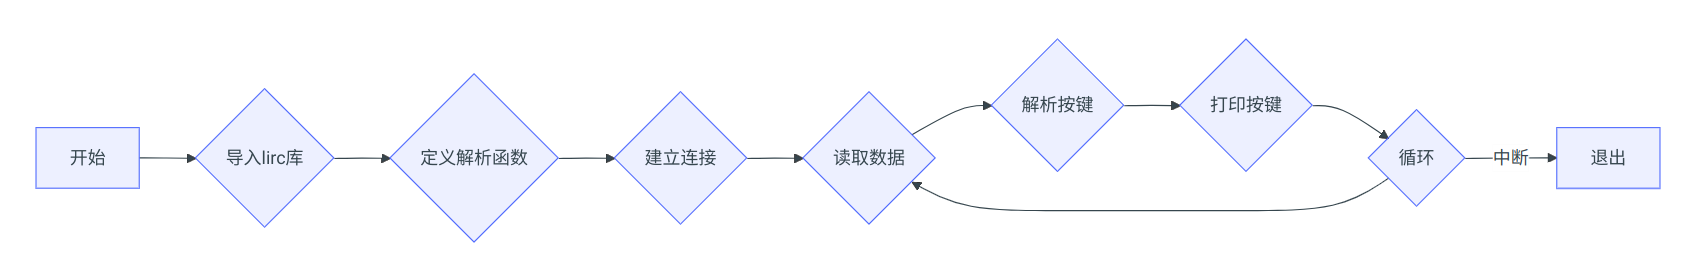 开始
导入lirc库
定义解析函数
建立连接
读取数据
解析按键
打印按键
循环
中断
退出